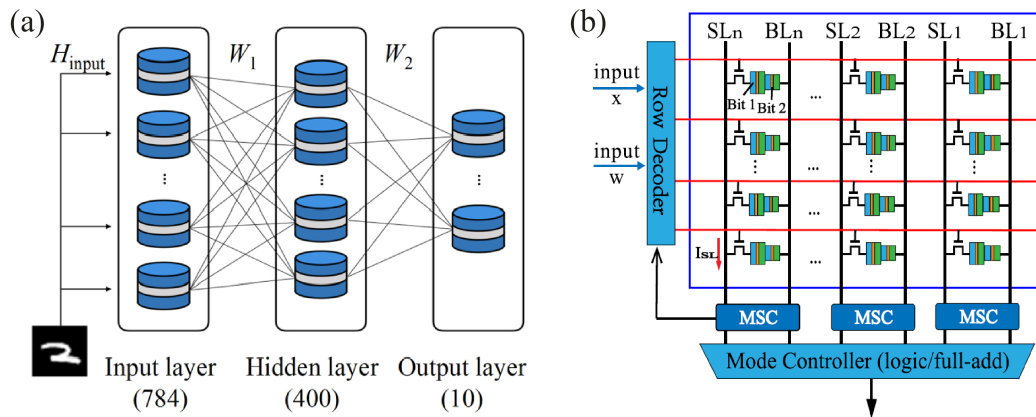 (a)
H_input
W_1
W_2
⋮
⋮
⋮
Input layer
(784)
Hidden layer
(400)
Output layer
(10)
(b)
SLn
BLn
SL2
BL2
SL1
BL1
input
x
input
w
Row Decoder
Bit 1
Bit 2
...
...
⋮
⋮
⋮
...
...
I_SL
MSC
MSC
MSC
Mode Controller (logic/full-add)